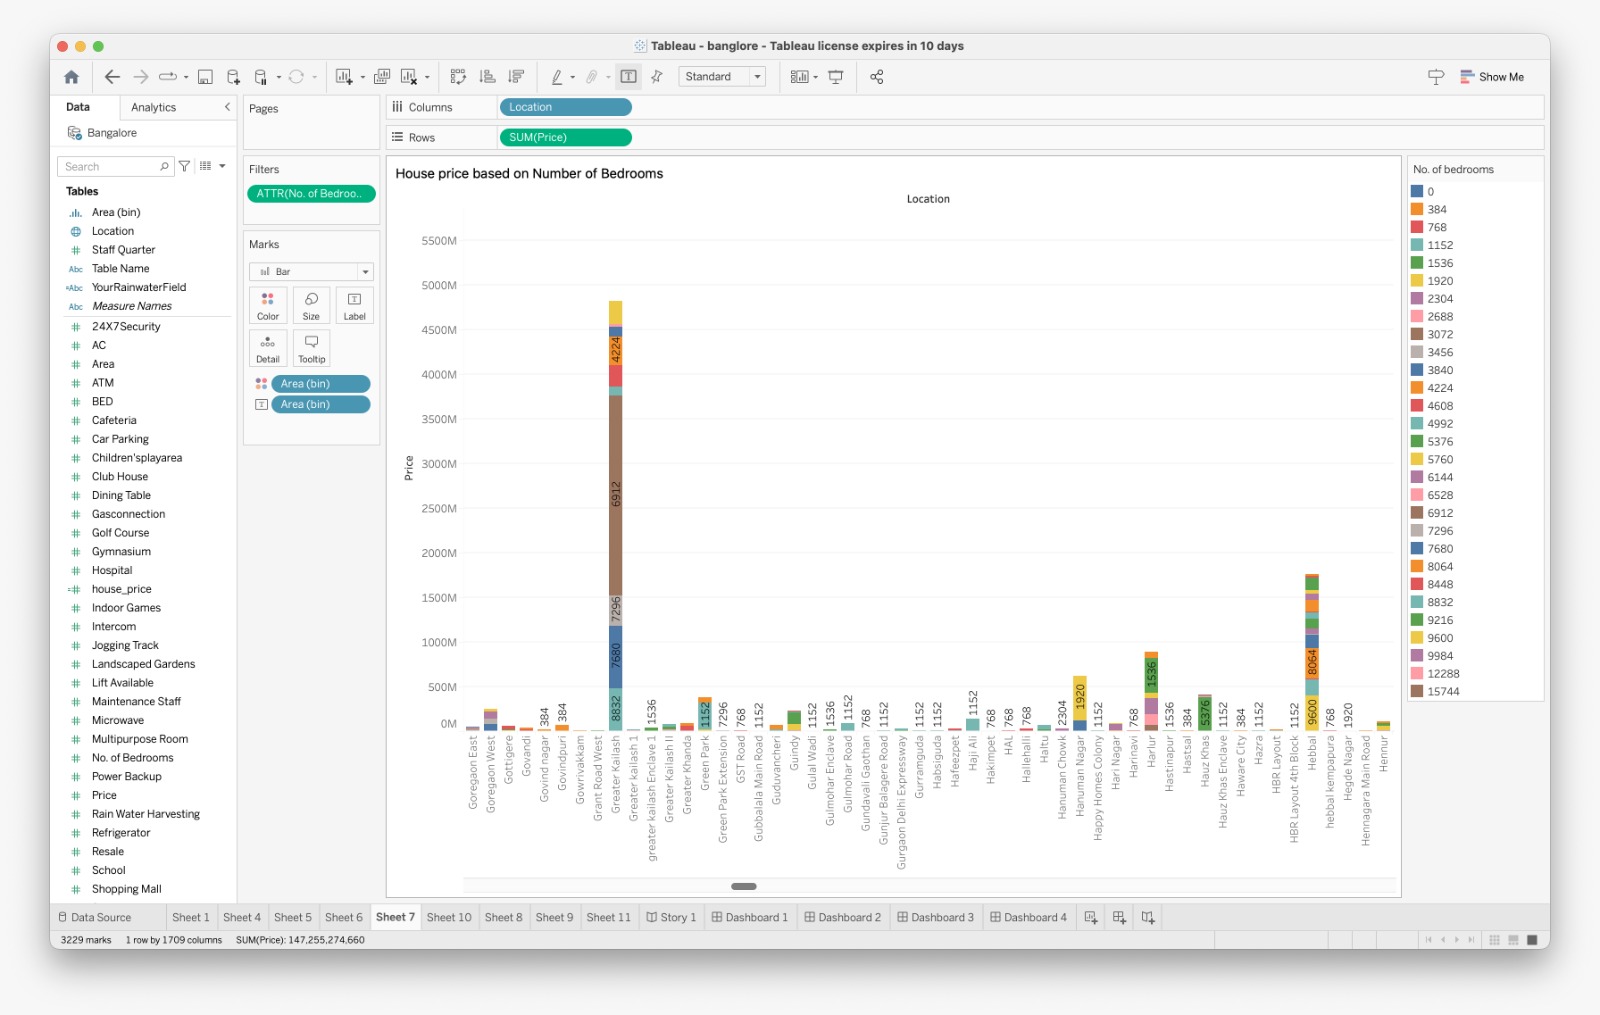 Tableau - banglore - Tableau license expires in 10 days
Standard
Show Me
Data
Analytics
Bangalore
Search
Tables
Area (bin)
Location
Staff Quarter
Abc Table Name
=Abc YourRainwaterField
Abc Measure Names
24X7Security
AC
Area
ATM
BED
Cafeteria
Car Parking
Children'splayarea
Club House
Dining Table
Gasconnection
Golf Course
Gymnasium
Hospital
house_price
Indoor Games
Intercom
Jogging Track
Landscaped Gardens
Lift Available
Maintenance Staff
Microwave
Multipurpose Room
No. of Bedrooms
Power Backup
Price
Rain Water Harvesting
Refrigerator
Resale
School
Shopping Mall
Pages
Filters
ATTR(No. of Bedroo..
Marks
Bar
Color
Size
Label
Detail
Tooltip
Area (bin)
Area (bin)
Columns
Location
Rows
SUM(Price)
House price based on Number of Bedrooms
Location
Price
5500M
5000M
4500M
4000M
3500M
3000M
2500M
2000M
1500M
1000M
500M
0M
384
384
4224
6912
7296
7680
8832
1536
1152
7296
768
1152
1152
1536
1152
768
1152
1152
1152
1152
768
768
768
2304
1920
1152
768
1536
1536
384
5376
1152
384
1152
1152
8064
9600
768
1920
Goregaon East
Goregaon West
Gottigere
Govandi
Govind nagar
Govindpuri
Gowrivakkam
Grant Road West
Greater Kailash
Greater kailash 1
greater kailash Enclave 1
Greater Kailash II
Greater Khanda
Green Park
Green Park Extension
GST Road
Gubbalala Main Road
Guduvancheri
Guindy
Gulal Wadi
Gulmohar Enclave
Gulmohar Road
Gundavali Gaothan
Gunjur Balagere Road
Gurgaon Delhi Expressway
Gurramguda
Habsiguda
Hafeezpet
Haji Ali
Hakimpet
HAL
Hallehalli
Haltu
Hanuman Chowk
Hanuman Nagar
Happy Homes Colony
Hari Nagar
Harinavi
Harlur
Hastinapur
Hastsal
Hauz Khas
Hauz Khas Enclave
Haware City
Hazra
HBR Layout
HBR Layout 4th Block
Hebbal
hebbal kempapura
Hegde Nagar
Hennagara Main Road
Hennur
No. of bedrooms
0
384
768
1152
1536
1920
2304
2688
3072
3456
3840
4224
4608
4992
5376
5760
6144
6528
6912
7296
7680
8064
8448
8832
9216
9600
9984
12288
15744
Data Source
Sheet 1
Sheet 4
Sheet 5
Sheet 6
Sheet 7
Sheet 10
Sheet 8
Sheet 9
Sheet 11
Story 1
Dashboard 1
Dashboard 2
Dashboard 3
Dashboard 4
3229 marks
1 row by 1709 columns
SUM(Price): 147,255,274,660